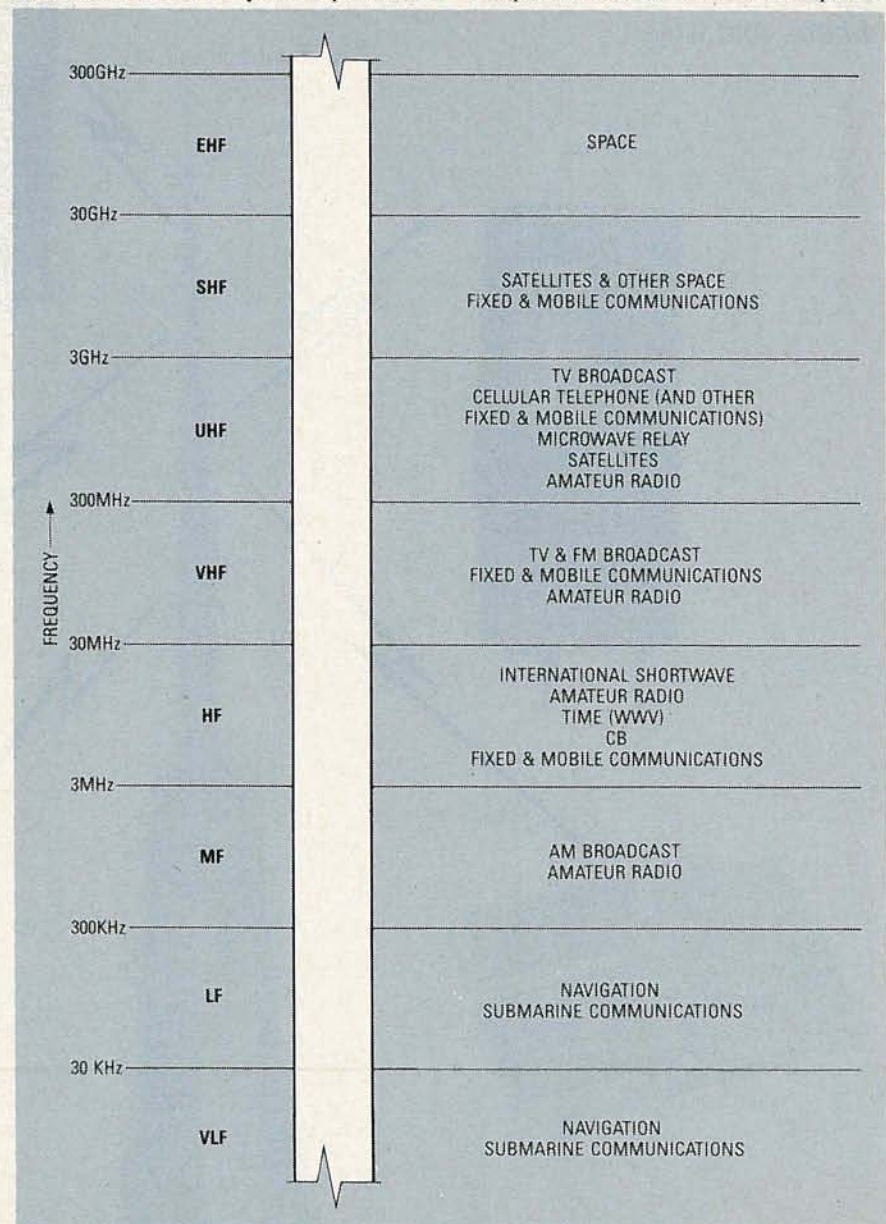 300GHz
EHF
SPACE
30GHz
SHF
SATELLITES & OTHER SPACE
FIXED & MOBILE COMMUNICATIONS
3GHz
UHF
TV BROADCAST
CELLULAR TELEPHONE (AND OTHER
FIXED & MOBILE COMMUNICATIONS)
MICROWAVE RELAY
SATELLITES
AMATEUR RADIO
300MHz
FREQUENCY
VHF
TV & FM BROADCAST
FIXED & MOBILE COMMUNICATIONS
AMATEUR RADIO
30MHz
HF
INTERNATIONAL SHORTWAVE
AMATEUR RADIO
TIME (WWV)
CB
FIXED & MOBILE COMMUNICATIONS
3MHz
MF
AM BROADCAST
AMATEUR RADIO
300KHz
LF
NAVIGATION
SUBMARINE COMMUNICATIONS
30 KHz
VLF
NAVIGATION
SUBMARINE COMMUNICATIONS